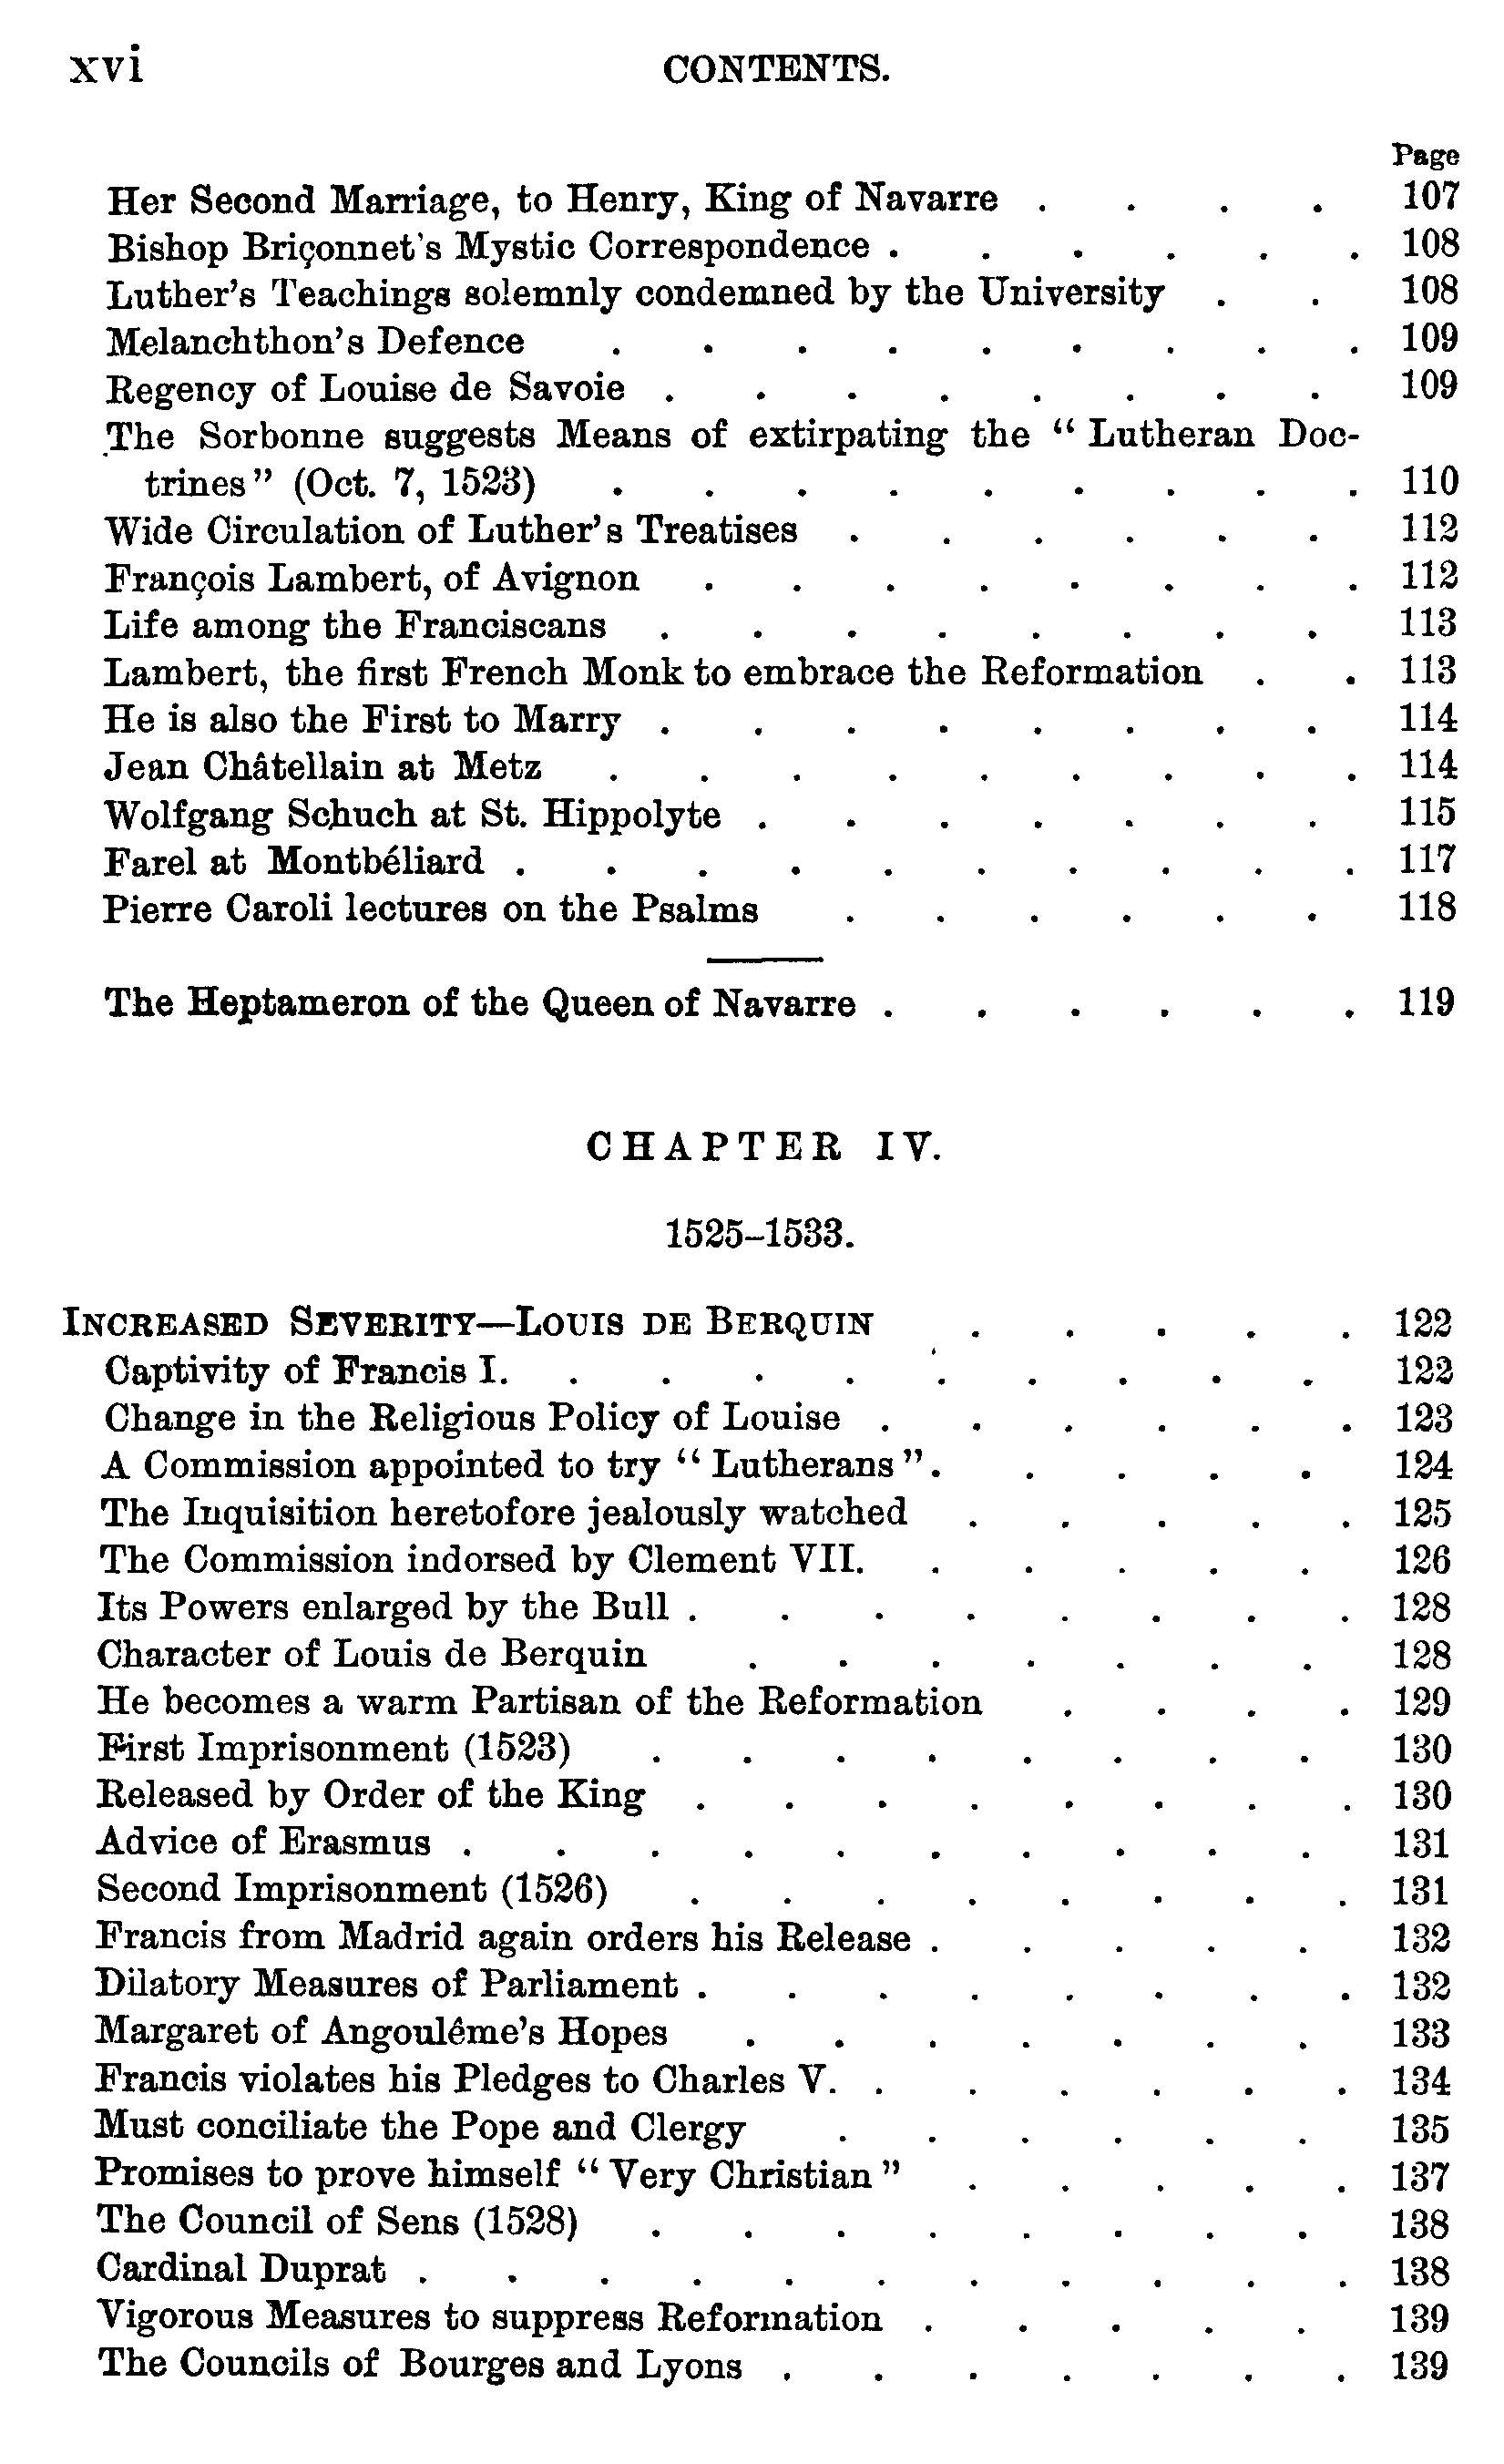 xvi CONTENTS.
Page
Her Second Marriage, to Henry, King of Navarre . . . . 107
Bishop Briçonnet's Mystic Correspondence . . . . . . 108
Luther's Teachings solemnly condemned by the University . . 108
Melanchthon's Defence . . . . . . . . . 109
Regency of Louise de Savoie . . . . . . . . 109
The Sorbonne suggests Means of extirpating the “ Lutheran Doc-
trines” (Oct. 7, 1523) . . . . . . . . . 110
Wide Circulation of Luther's Treatises . . . . . . 112
François Lambert, of Avignon . . . . . . . . 112
Life among the Franciscans . . . . . . . . 113
Lambert, the first French Monk to embrace the Reformation . . 113
He is also the First to Marry . . . . . . . . 114
Jean Châtellain at Metz . . . . . . . . . 114
Wolfgang Schuch at St. Hippolyte . . . . . . . 115
Farel at Montbéliard . . . . . . . . . . 117
Pierre Caroli lectures on the Psalms . . . . . . 118
The Heptameron of the Queen of Navarre . . . . . . 119
CHAPTER IV.
1525–1533.
INCREASED SEVERITY—LOUIS DE BERQUIN . . . . . 122
Captivity of Francis I. . . . . . . . . . 122
Change in the Religious Policy of Louise . . . . . . 123
A Commission appointed to try “ Lutherans ”. . . . . 124
The Inquisition heretofore jealously watched . . . . . 125
The Commission indorsed by Clement VII. . . . . . 126
Its Powers enlarged by the Bull . . . . . . . . 128
Character of Louis de Berquin . . . . . . . 128
He becomes a warm Partisan of the Reformation . . . . 129
First Imprisonment (1523) . . . . . . . . 130
Released by Order of the King . . . . . . . . 130
Advice of Erasmus . . . . . . . . . . 131
Second Imprisonment (1526) . . . . . . . . 131
Francis from Madrid again orders his Release . . . . . 132
Dilatory Measures of Parliament . . . . . . . . 132
Margaret of Angoulême's Hopes . . . . . . . 133
Francis violates his Pledges to Charles V. . . . . . . 134
Must conciliate the Pope and Clergy . . . . . . 135
Promises to prove himself “ Very Christian ” . . . . . 137
The Council of Sens (1528) . . . . . . . . 138
Cardinal Duprat . . . . . . . . . . . 138
Vigorous Measures to suppress Reformation . . . . . 139
The Councils of Bourges and Lyons . . . . . . . 139